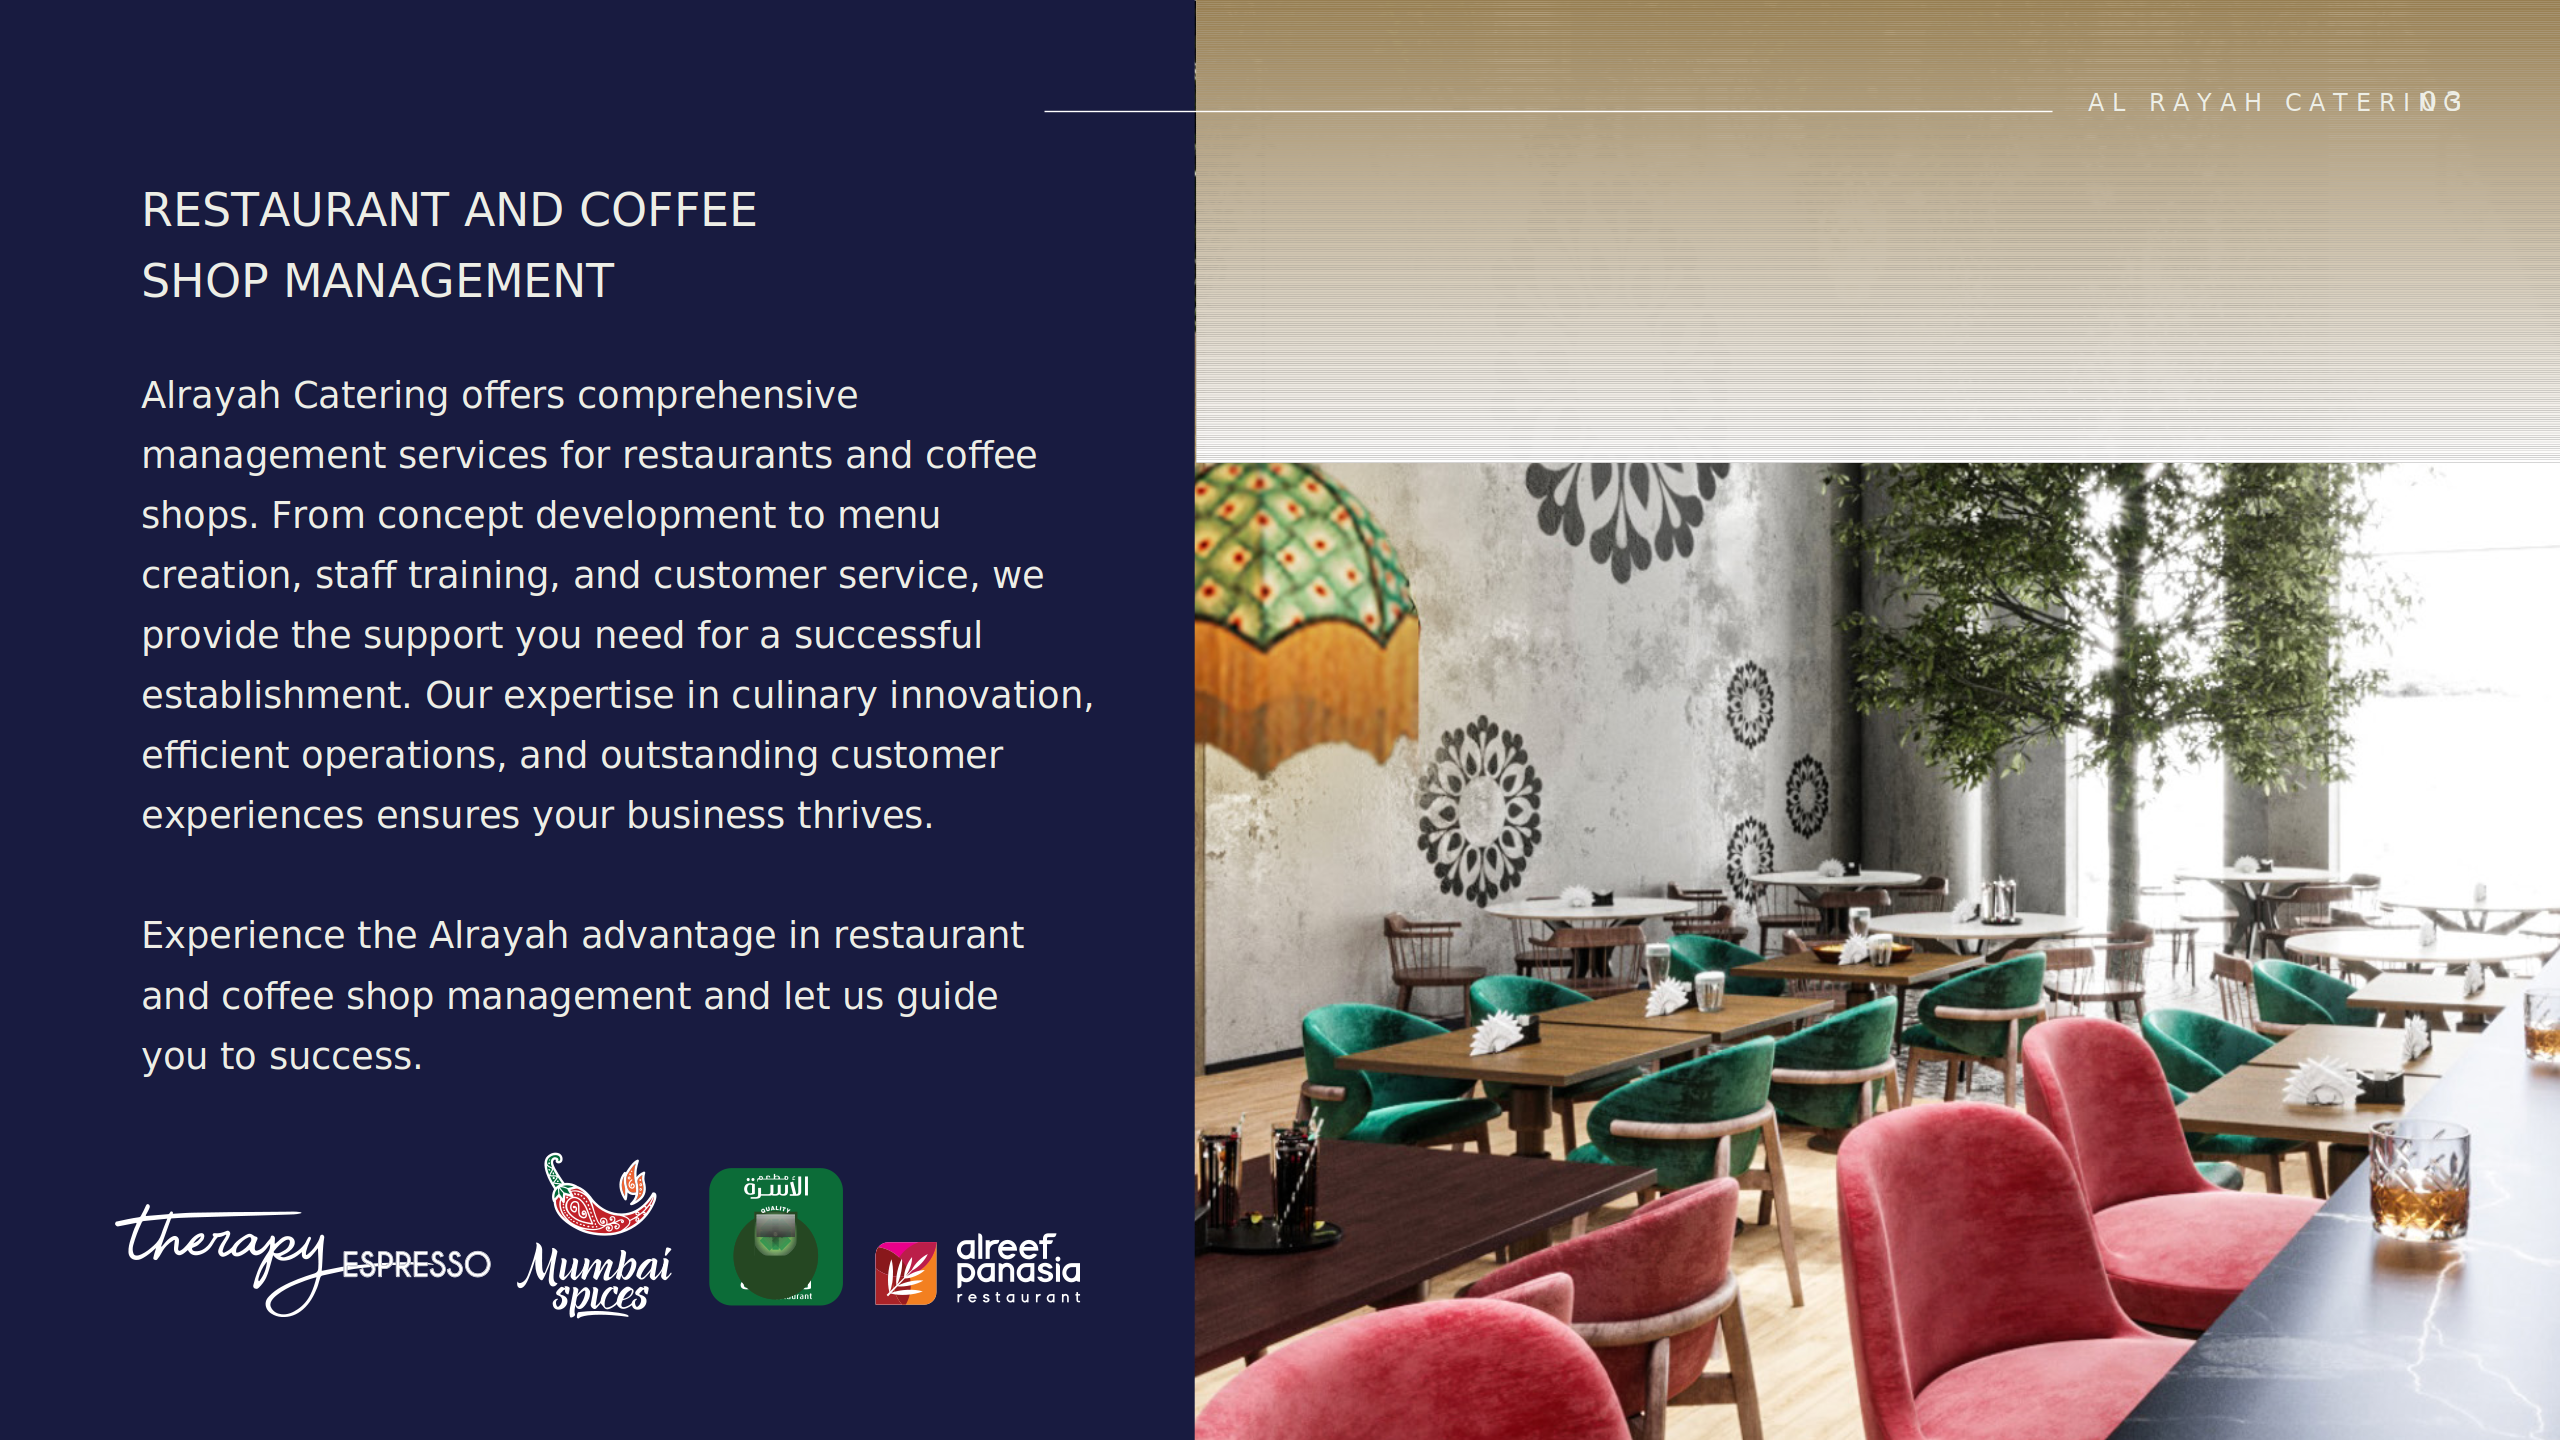 AL RAYAH CATERING
03
RESTAURANT AND COFFEE
SHOP MANAGEMENT
Alrayah Catering offers comprehensive
management services for restaurants and coffee
shops. From concept development to menu
creation, staff training, and customer service, we
provide the support you need for a successful
establishment. Our expertise in culinary innovation,
efficient operations, and outstanding customer
experiences ensures your business thrives.
Experience the Alrayah advantage in restaurant
and coffee shop management and let us guide
you to success.
therapy ESPRESSO
Mumbai
spices
مطعم
الأسرة
QUALITY
alreef
panasia
restaurant